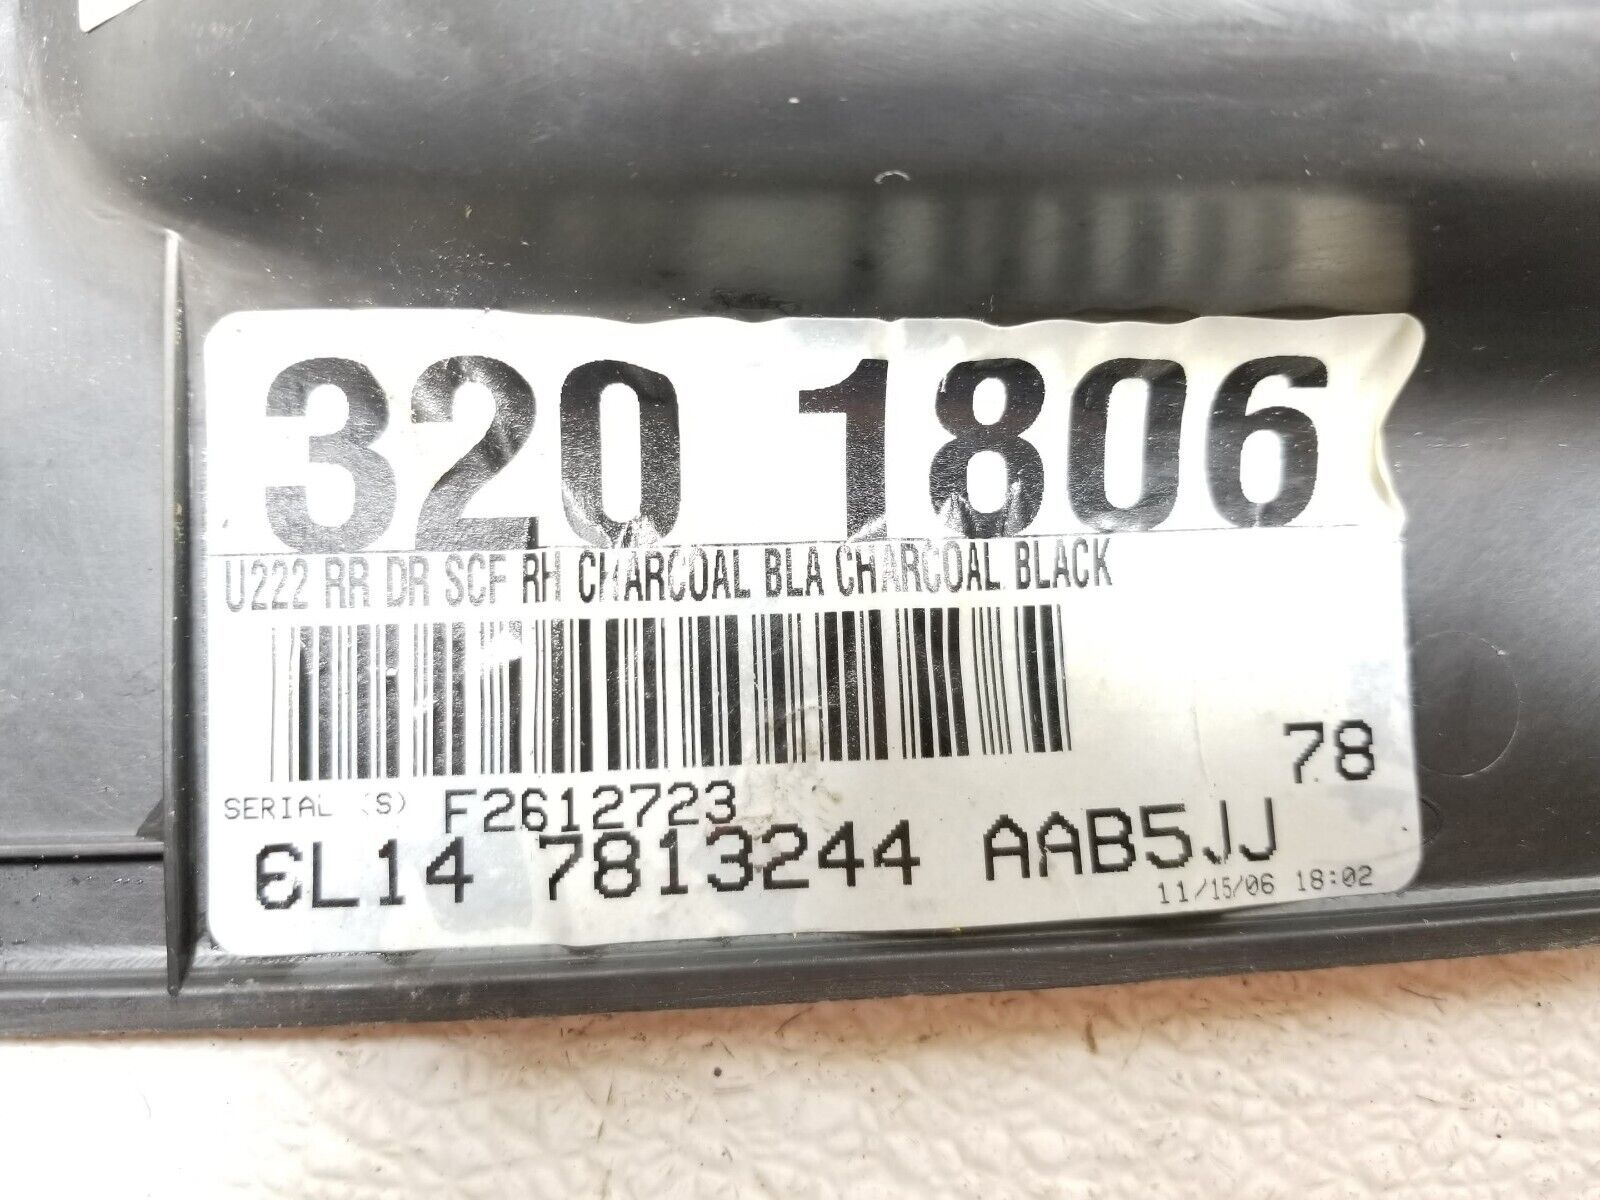 320 1806
U222 RR DR SCF RH CHARCOAL BLA CHARCOAL BLACK
78
SERIAL (S) F2612723
6L14 7813244 AAB5JJ
11/15/06 18:02